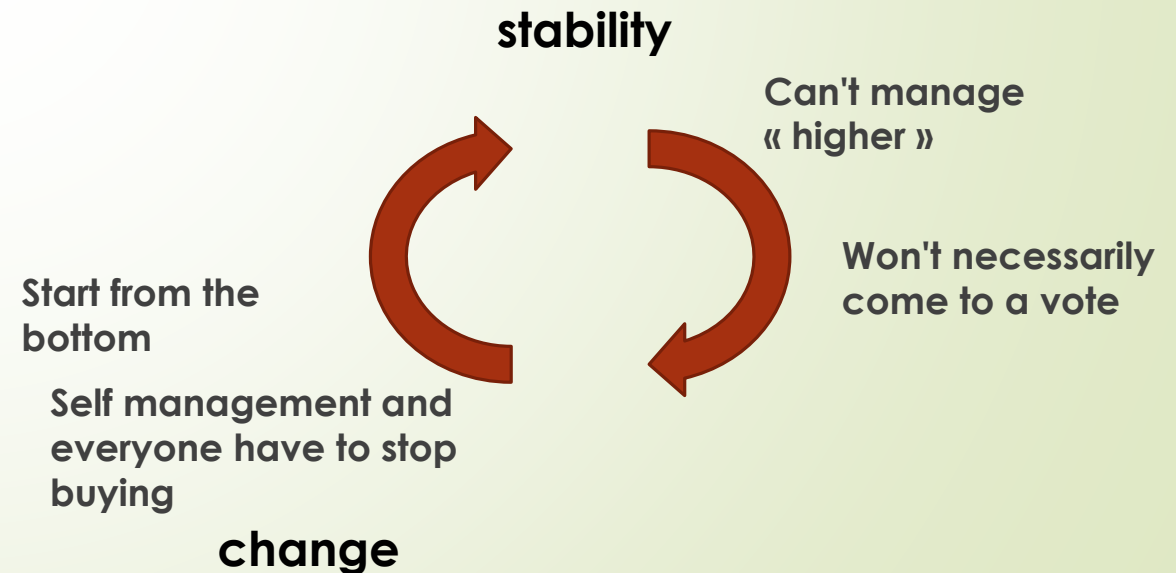 stability
Can't manage
« higher »
Won't necessarily
come to a vote
Start from the
bottom
Self management and
everyone have to stop
buying
change